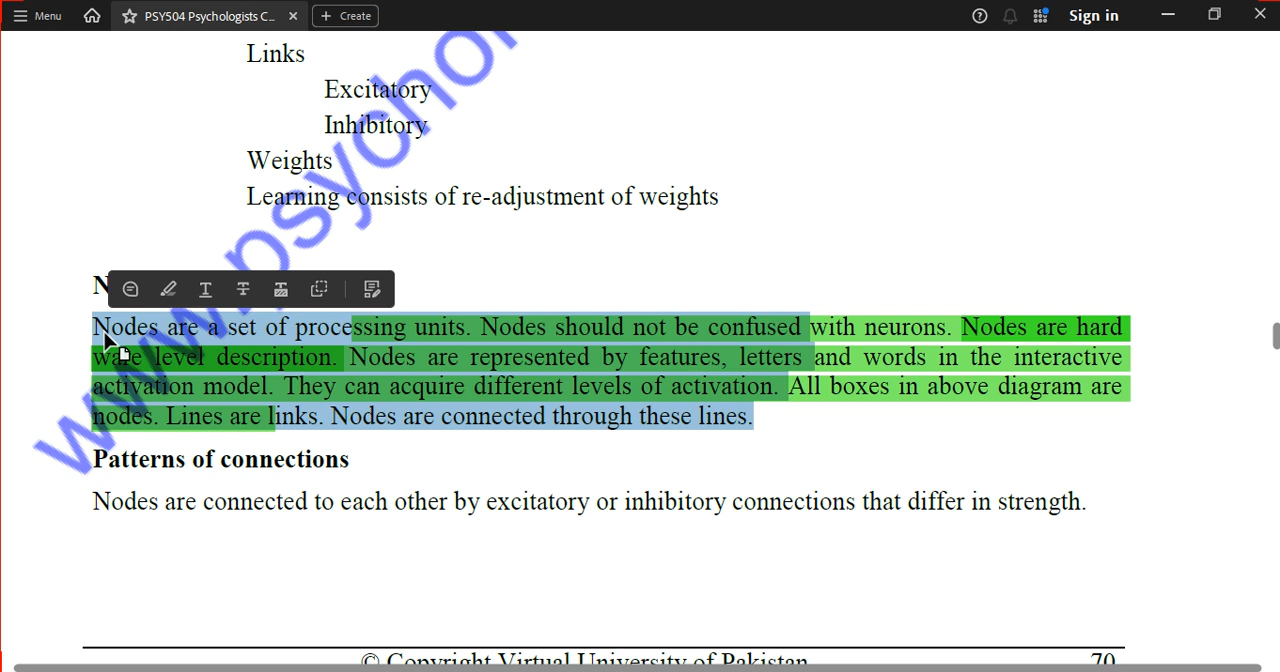 Menu
PSY504 Psychologists C...
Create
Sign in
Links
Excitatory
Inhibitory
Weights
Learning consists of re-adjustment of weights
Nodes are a set of processing units. Nodes should not be confused with neurons. Nodes are hard
ware level description. Nodes are represented by features, letters and words in the interactive
activation model. They can acquire different levels of activation. All boxes in above diagram are
nodes. Lines are links. Nodes are connected through these lines.
Patterns of connections
Nodes are connected to each other by excitatory or inhibitory connections that differ in strength.
© Copyright Virtual University of Pakistan 70
www.psychol